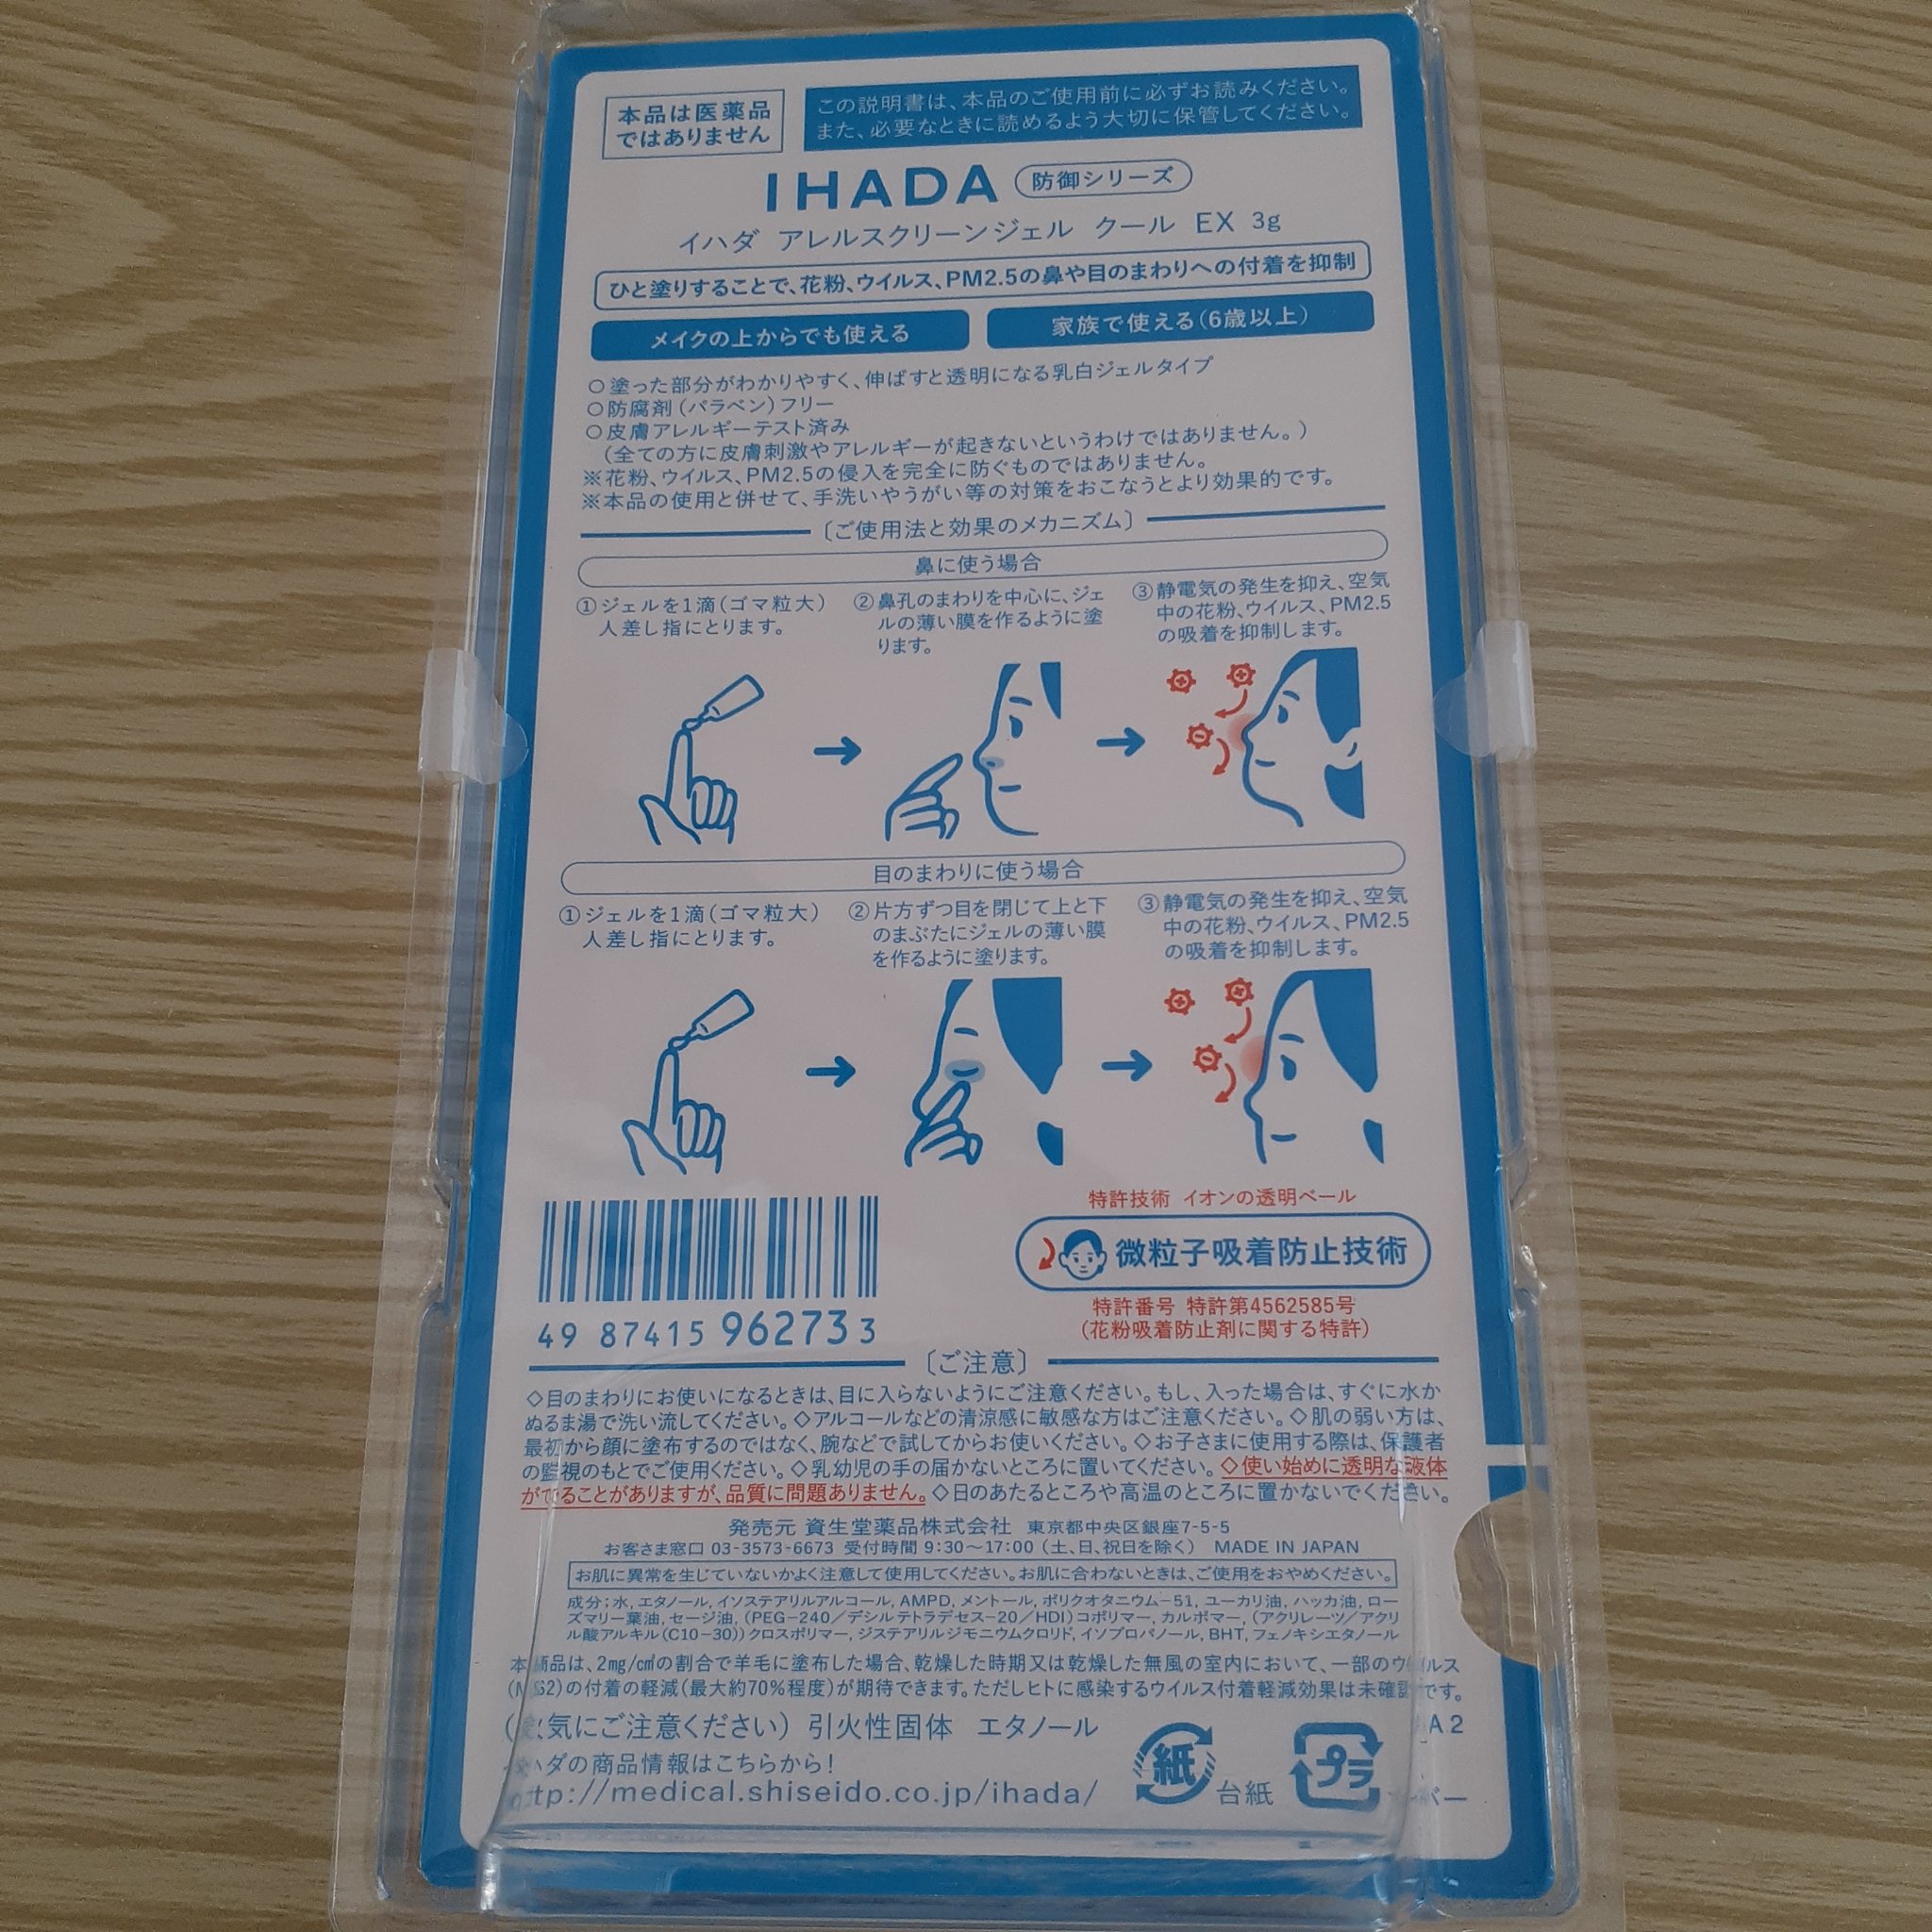 本品は医薬品
ではありません
この説明書は、本品のご使用前に必ずお読みください。
また、必要なときに読めるよう大切に保管してください。
IHADA 防御シリーズ
イハダ アレルスクリーンジェル クール EX 3g
ひと塗りすることで、花粉、ウイルス、PM2.5の鼻や目のまわりへの付着を抑制
メイクの上からでも使える
家族で使える(6歳以上)
○塗った部分がわかりやすく、伸ばすと透明になる乳白ジェルタイプ
○防腐剤(パラベン)フリー
○皮膚アレルギーテスト済み
(全ての方に皮膚刺激やアレルギーが起きないというわけではありません。)
※花粉、ウイルス、PM2.5の侵入を完全に防ぐものではありません。
※本品の使用と併せて、手洗いやうがい等の対策をおこなうとより効果的です。
〔ご使用法と効果のメカニズム〕
鼻に使う場合
①ジェルを1滴(ゴマ粒大)
人差し指にとります。
②鼻孔のまわりを中心に、ジェ
ルの薄い膜を作るように塗
ります。
③静電気の発生を抑え、空気
中の花粉、ウイルス、PM2.5
の吸着を抑制します。
目のまわりに使う場合
①ジェルを1滴(ゴマ粒大)
人差し指にとります。
②片方ずつ目を閉じて上と下
のまぶたにジェルの薄い膜
を作るように塗ります。
③静電気の発生を抑え、空気
中の花粉、ウイルス、PM2.5
の吸着を抑制します。
49 87415 96273 3
特許技術 イオンの透明ベール
微粒子吸着防止技術
特許番号 特許第4562585号
(花粉吸着防止剤に関する特許)
〔ご注意〕
◇目のまわりにお使いになるときは、目に入らないようにご注意ください。もし、入った場合は、すぐに水か
ぬるま湯で洗い流してください。◇アルコールなどの清涼感に敏感な方はご注意ください。◇肌の弱い方は、
最初から顔に塗布するのではなく、腕などで試してからお使いください。◇お子さまに使用する際は、保護者
の監視のもとでご使用ください。◇乳幼児の手の届かないところに置いてください。◇使い始めに透明な液体
がでることがありますが、品質に問題ありません。◇日のあたるところや高温のところに置かないでください。
発売元 資生堂薬品株式会社 東京都中央区銀座7-5-5
お客さま窓口 03-3573-6673 受付時間 9:30〜17:00 (土、日、祝日を除く) MADE IN JAPAN
お肌に異常を生じていないかよく注意して使用してください。お肌に合わないときは、ご使用をおやめください。
成分;水, エタノール, イソステアリルアルコール, AMPD, メントール, ポリクオタニウム-51, ユーカリ油, ハッカ油, ロー
ズマリー葉油, セージ油, (PEG-240/デシルテトラデセス-20/HDI)コポリマー, カルボマー, (アクリレーツ/アクリ
ル酸アルキル(C10-30))クロスポリマー, ジステアリルジモニウムクロリド, イソプロパノール, BHT, フェノキシエタノール
本商品は、2mg/㎠の割合で羊毛に塗布した場合、乾燥した時期又は乾燥した無風の室内において、一部のウイルス
(MS2)の付着の軽減(最大約70%程度)が期待できます。ただしヒトに感染するウイルス付着軽減効果は未確認です。
(火気にご注意ください) 引火性固体 エタノール
A2
イハダの商品情報はこちらから!
http://medical.shiseido.co.jp/ihada/
紙
台紙
プラ